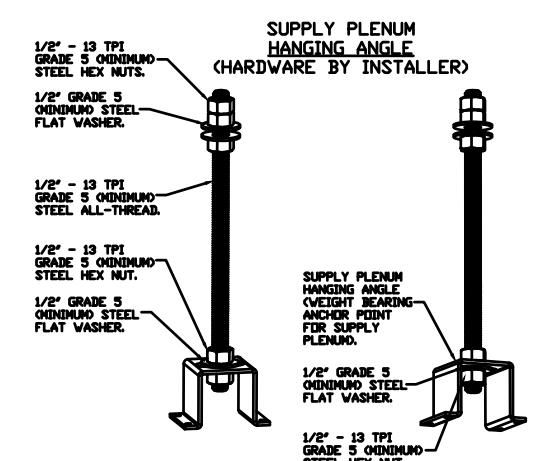 SUPPLY PLENUM
HANGING ANGLE
(HARDWARE BY INSTALLER)
1/2" - 13 TPI
GRADE 5 (MINIMUM)
STEEL HEX NUTS.
1/2" GRADE 5
(MINIMUM) STEEL
FLAT WASHER.
1/2" - 13 TPI
GRADE 5 (MINIMUM)
STEEL ALL-THREAD.
1/2" - 13 TPI
GRADE 5 (MINIMUM)
STEEL HEX NUT.
1/2" GRADE 5
(MINIMUM) STEEL
FLAT WASHER.
SUPPLY PLENUM
HANGING ANGLE
(WEIGHT BEARING
ANCHOR POINT
FOR SUPPLY
PLENUM).
1/2" GRADE 5
(MINIMUM) STEEL
FLAT WASHER.
1/2" - 13 TPI
GRADE 5 (MINIMUM)
STEEL HEX NUT